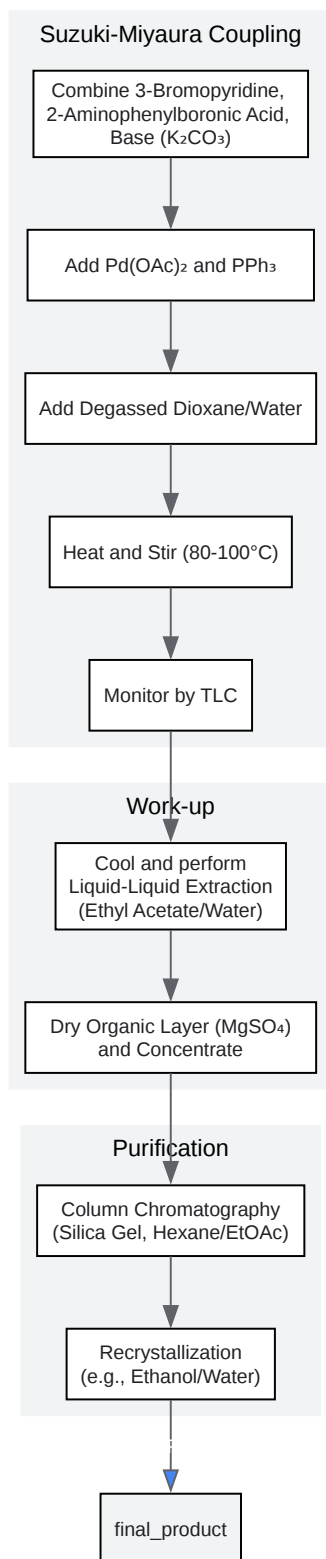 Suzuki-Miyaura Coupling
Combine 3-Bromopyridine,
2-Aminophenylboronic Acid,
Base (K₂CO₃)
Add Pd(OAc)₂ and PPh₃
Add Degassed Dioxane/Water
Heat and Stir (80-100°C)
Monitor by TLC
Work-up
Cool and perform
Liquid-Liquid Extraction
(Ethyl Acetate/Water)
Dry Organic Layer (MgSO₄)
and Concentrate
Purification
Column Chromatography
(Silica Gel, Hexane/EtOAc)
Recrystallization
(e.g., Ethanol/Water)
final_product